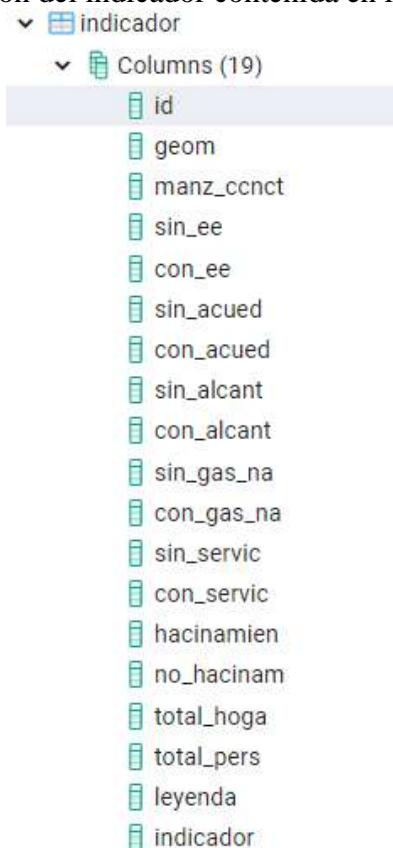 indicador
Columns (19)
id
geom
manz_ccnct
sin_ee
con_ee
sin_acued
con_acued
sin_alcant
con_alcant
sin_gas_na
con_gas_na
sin_servic
con_servic
hacinamien
no_hacinam
total_hoga
total_pers
leyenda
indicador